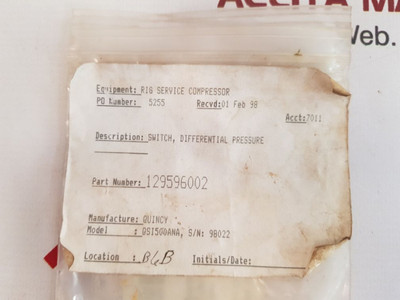 Web.
Equipment: RIG SERVICE COMPRESSOR
PO Number: 5255 Recvd:01 Feb 98
Acct:7011
Description: SWITCH, DIFFERENTIAL PRESSURE
Part Number: 129596002
Manufacture: QUINCY
Model : QSI500ANA, S/N: 98022
Location : B6B Initials/Date: